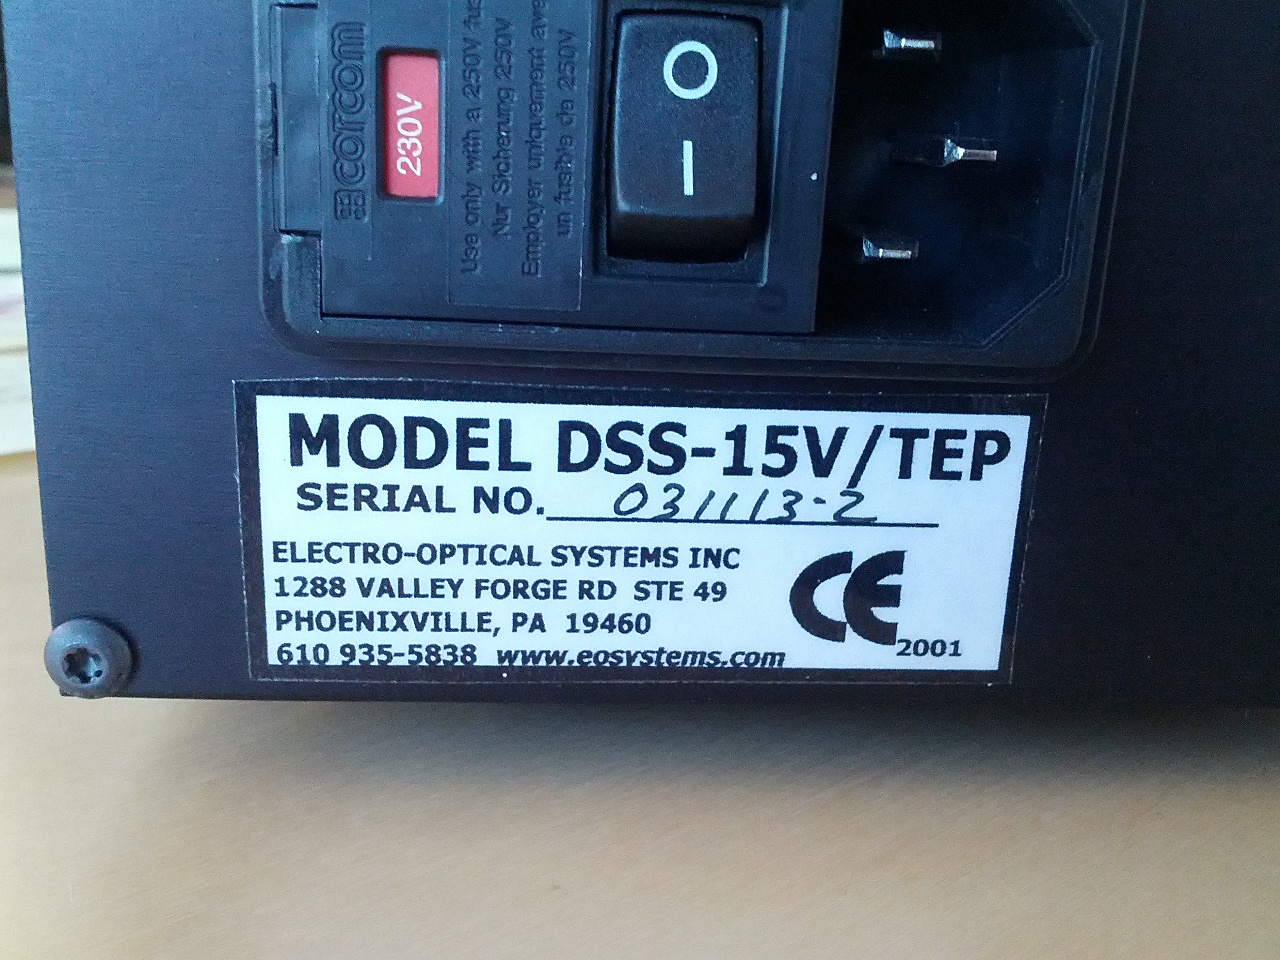 corcom
230V
Use only with a 250V fuse
Nur Sicherung 250V
Employer uniquement avec
un fusible de 250V
O
I
MODEL DSS-15V/TEP
SERIAL NO. 031113-2
ELECTRO-OPTICAL SYSTEMS INC
1288 VALLEY FORGE RD STE 49
PHOENIXVILLE, PA 19460
610 935-5838 www.eosystems.com
CE 2001